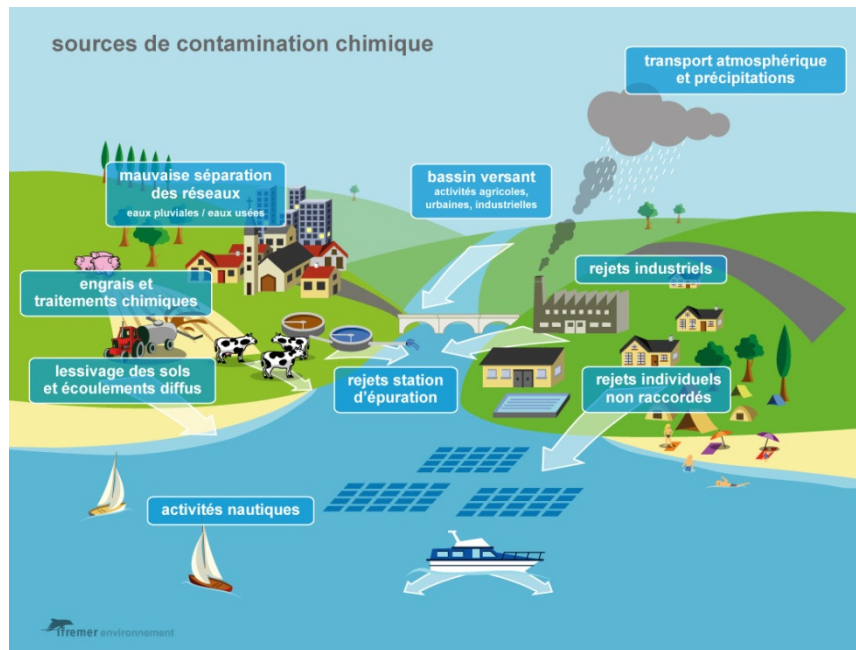 sources de contamination chimique
transport atmosphérique
et précipitations
mauvaise séparation
des réseaux
eaux pluviales / eaux usées
bassin versant
activités agricoles,
urbaines, industrielles
engrais et
traitements chimiques
rejets industriels
lessivage des sols
et écoulements diffus
rejets station
d'épuration
rejets individuels
non raccordés
activités nautiques
ifremer environnement